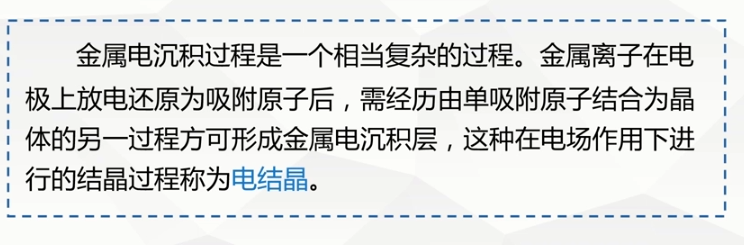 金属电沉积过程是一个相当复杂的过程。金属离子在电
极上放电还原为吸附原子后，需经历由单吸附原子结合为晶
体的另一过程方可形成金属电沉积层，这种在电场作用下进
行的结晶过程称为电结晶。